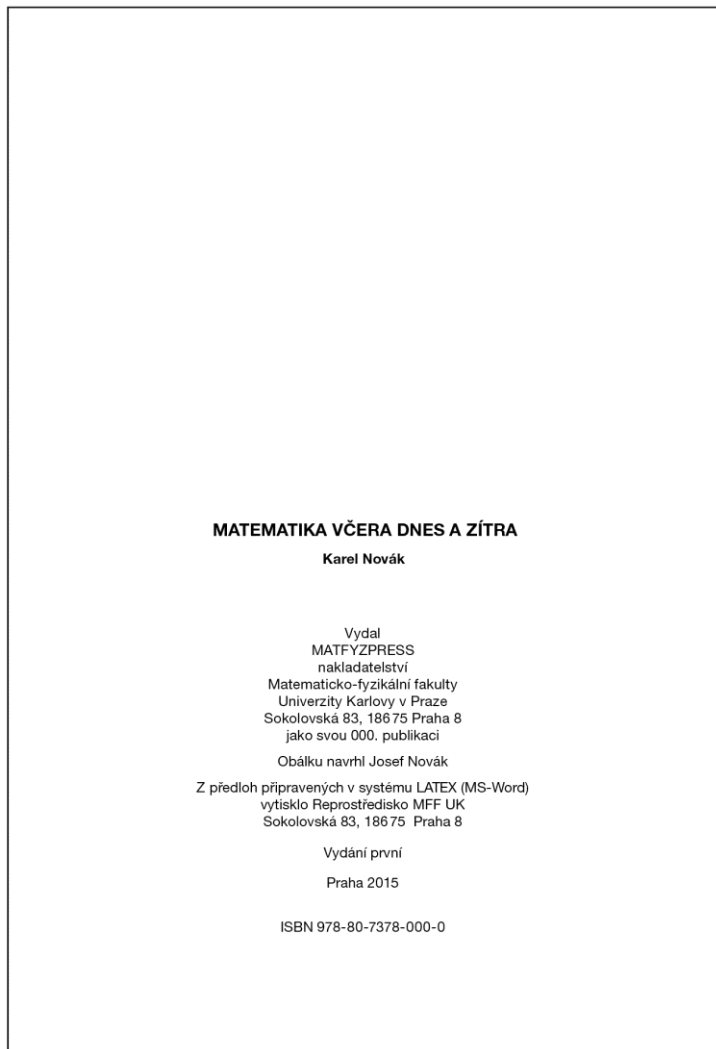 MATEMATIKA VČERA DNES A ZÍTRA
Karel Novák
Vydal
MATFYZPRESS
nakladatelství
Matematicko-fyzikální fakulty
Univerzity Karlovy v Praze
Sokolovská 83, 186 75 Praha 8
jako svou 000. publikaci
Obálku navrhl Josef Novák
Z předloh připravených v systému LATEX (MS-Word)
vytisklo Reprostředisko MFF UK
Sokolovská 83, 186 75 Praha 8
Vydání první
Praha 2015
ISBN 978-80-7378-000-0